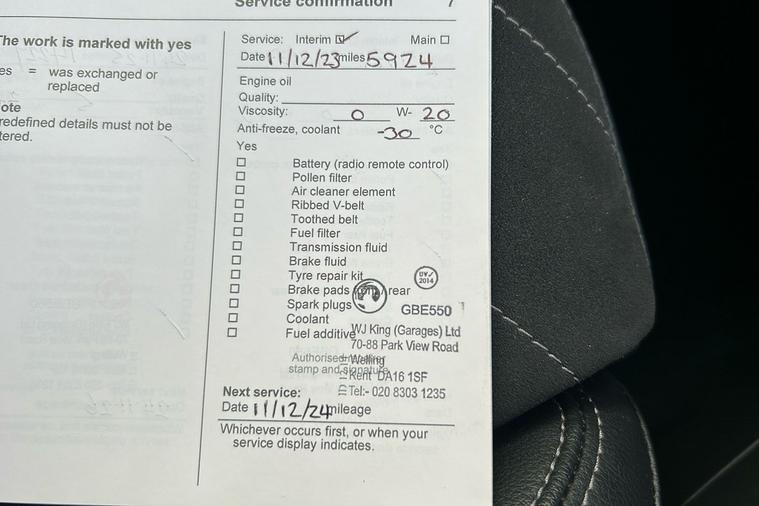 Service confirmation 7
The work is marked with yes
es = was exchanged or
replaced
ote
redefined details must not be
tered.
Service: Interim ☑ Main ☐
Date 11/12/23 miles 5924
Engine oil
Quality:
Viscosity: 0 W- 20
Anti-freeze, coolant -30 °C
Yes
☐ Battery (radio remote control)
☐ Pollen filter
☐ Air cleaner element
☐ Ribbed V-belt
☐ Toothed belt
☐ Fuel filter
☐ Transmission fluid
☐ Brake fluid
☐ Tyre repair kit
☐ Brake pads rear
☐ Spark plugs
☐ Coolant
☐ Fuel additive
2014
GBE550
WJ King (Garages) Ltd
70-88 Park View Road
Welling
Kent DA16 1SF
Tel:- 020 8303 1235
Authorised
stamp and signature
Next service:
Date 11/12/24 mileage
Whichever occurs first, or when your
service display indicates.